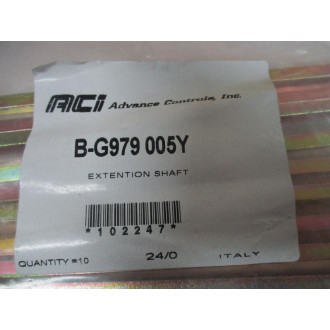 ACI Advance Controls, Inc.
B-G979 005Y
EXTENTION SHAFT
*102247*
QUANTITY #10 24/0 ITALY